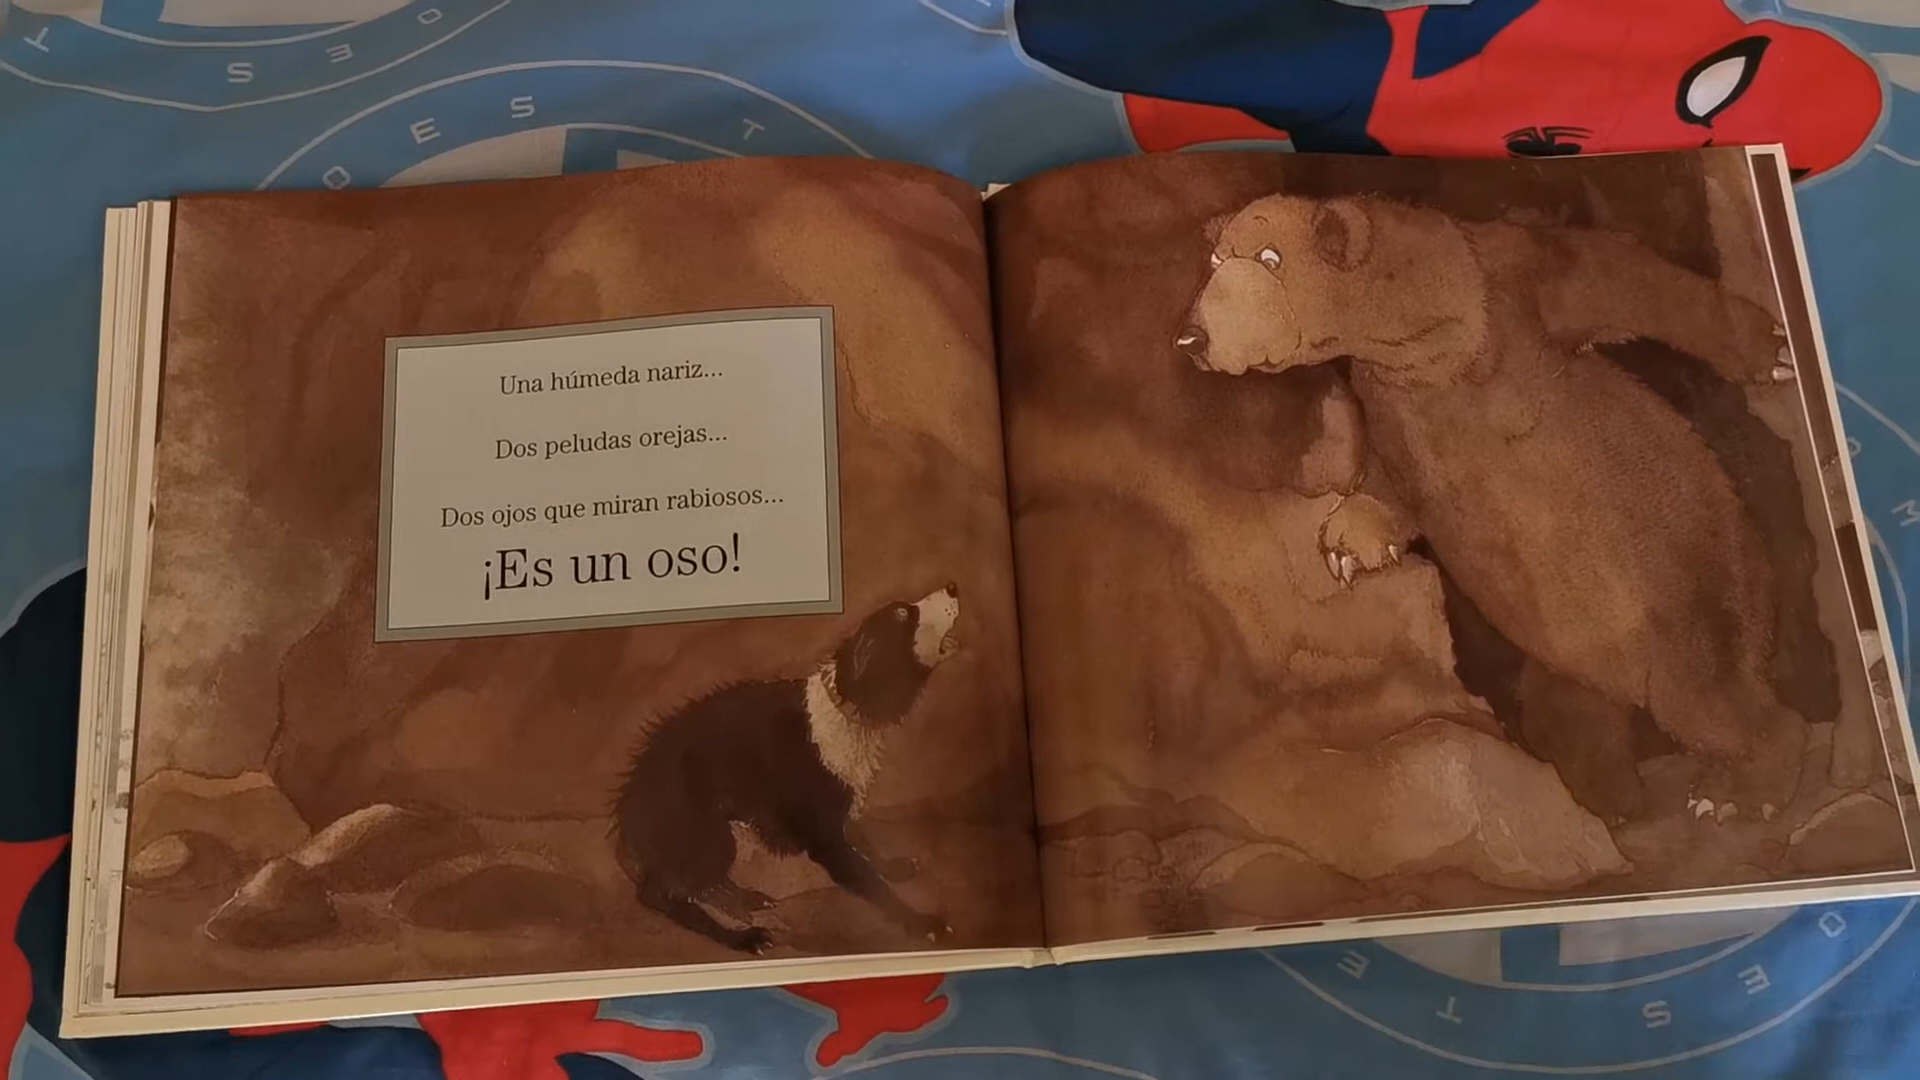 Una húmeda nariz...
Dos peludas orejas...
Dos ojos que miran rabiosos...
¡Es un oso!